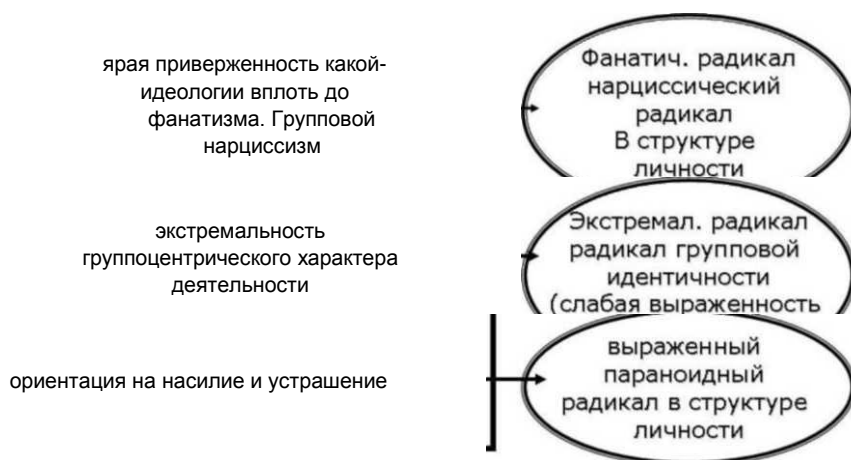 ярая приверженность какой-
идеологии вплоть до
фанатизма. Групповой
нарциссизм
Фанатич. радикал
нарциссический
радикал
В структуре
личности
экстремальность
группоцентрического характера
деятельности
Экстремал. радикал
радикал групповой
идентичности
(слабая выраженность
ориентация на насилие и устрашение
выраженный
параноидный
радикал в структуре
личности